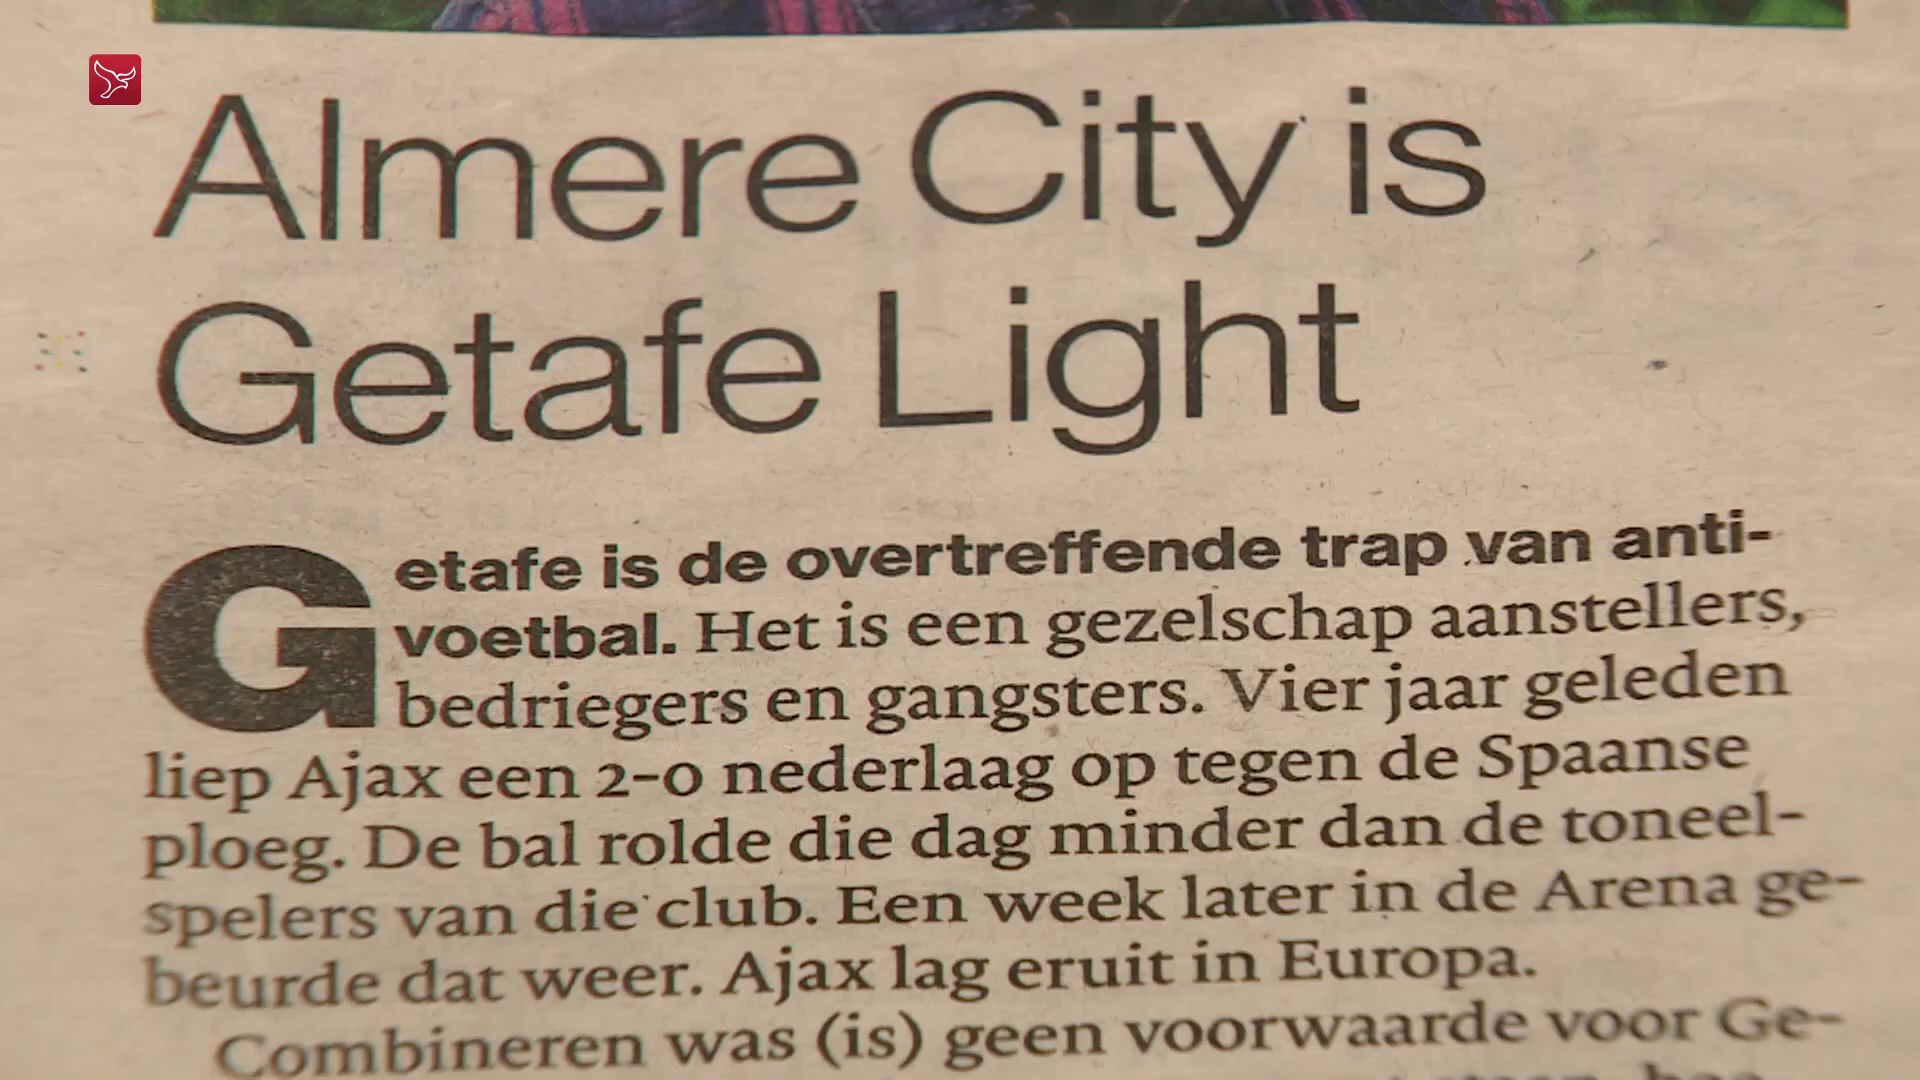 Almere City is
Getafe Light
Getafe is de overtreffende trap van anti-
voetbal. Het is een gezelschap aanstellers,
bedriegers en gangsters. Vier jaar geleden
liep Ajax een 2-0 nederlaag op tegen de Spaanse
ploeg. De bal rolde die dag minder dan de toneel-
spelers van die club. Een week later in de Arena ge-
beurde dat weer. Ajax lag eruit in Europa.
Combineren was (is) geen voorwaarde voor Ge-